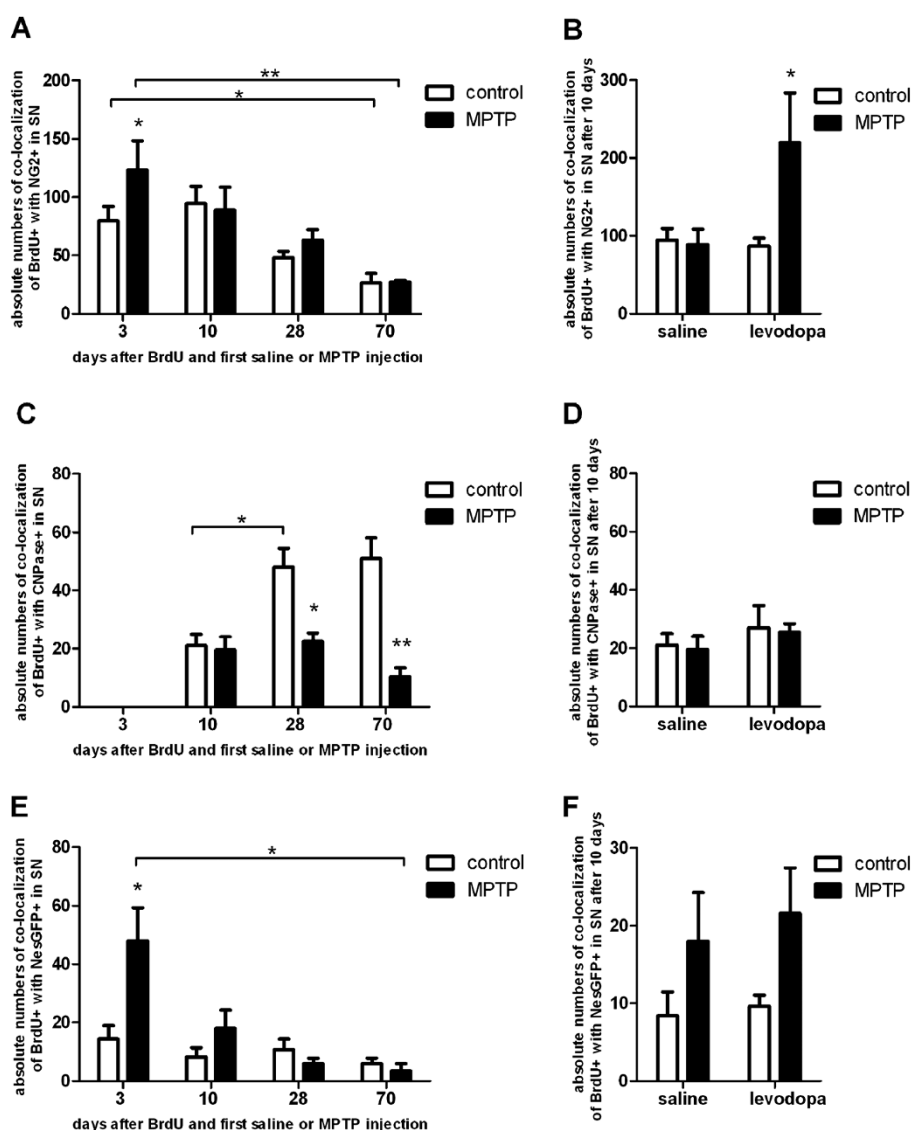 A
absolute numbers of co-localization
of BrdU+ with NG2+ in SN
200
150
100
50
0
**
*
*
control
MPTP
3 10 28 70
days after BrdU and first saline or MPTP injection
B
absolute numbers of co-localization
of BrdU+ with NG2+ in SN after 10 days
300
200
100
0
*
control
MPTP
saline levodopa
C
absolute numbers of co-localization
of BrdU+ with CNPase+ in SN
80
60
40
20
0
*
*
**
control
MPTP
3 10 28 70
days after BrdU and first saline or MPTP injection
D
absolute numbers of co-localization
of BrdU+ with CNPase+ in SN after 10 days
80
60
40
20
0
control
MPTP
saline levodopa
E
absolute numbers of co-localization
of BrdU+ with NesGFP+ in SN
80
60
40
20
0
*
*
control
MPTP
3 10 28 70
days after BrdU and first saline or MPTP injection
F
absolute numbers of co-localization
of BrdU+ with NesGFP+ in SN after 10 days
30
20
10
0
control
MPTP
saline levodopa